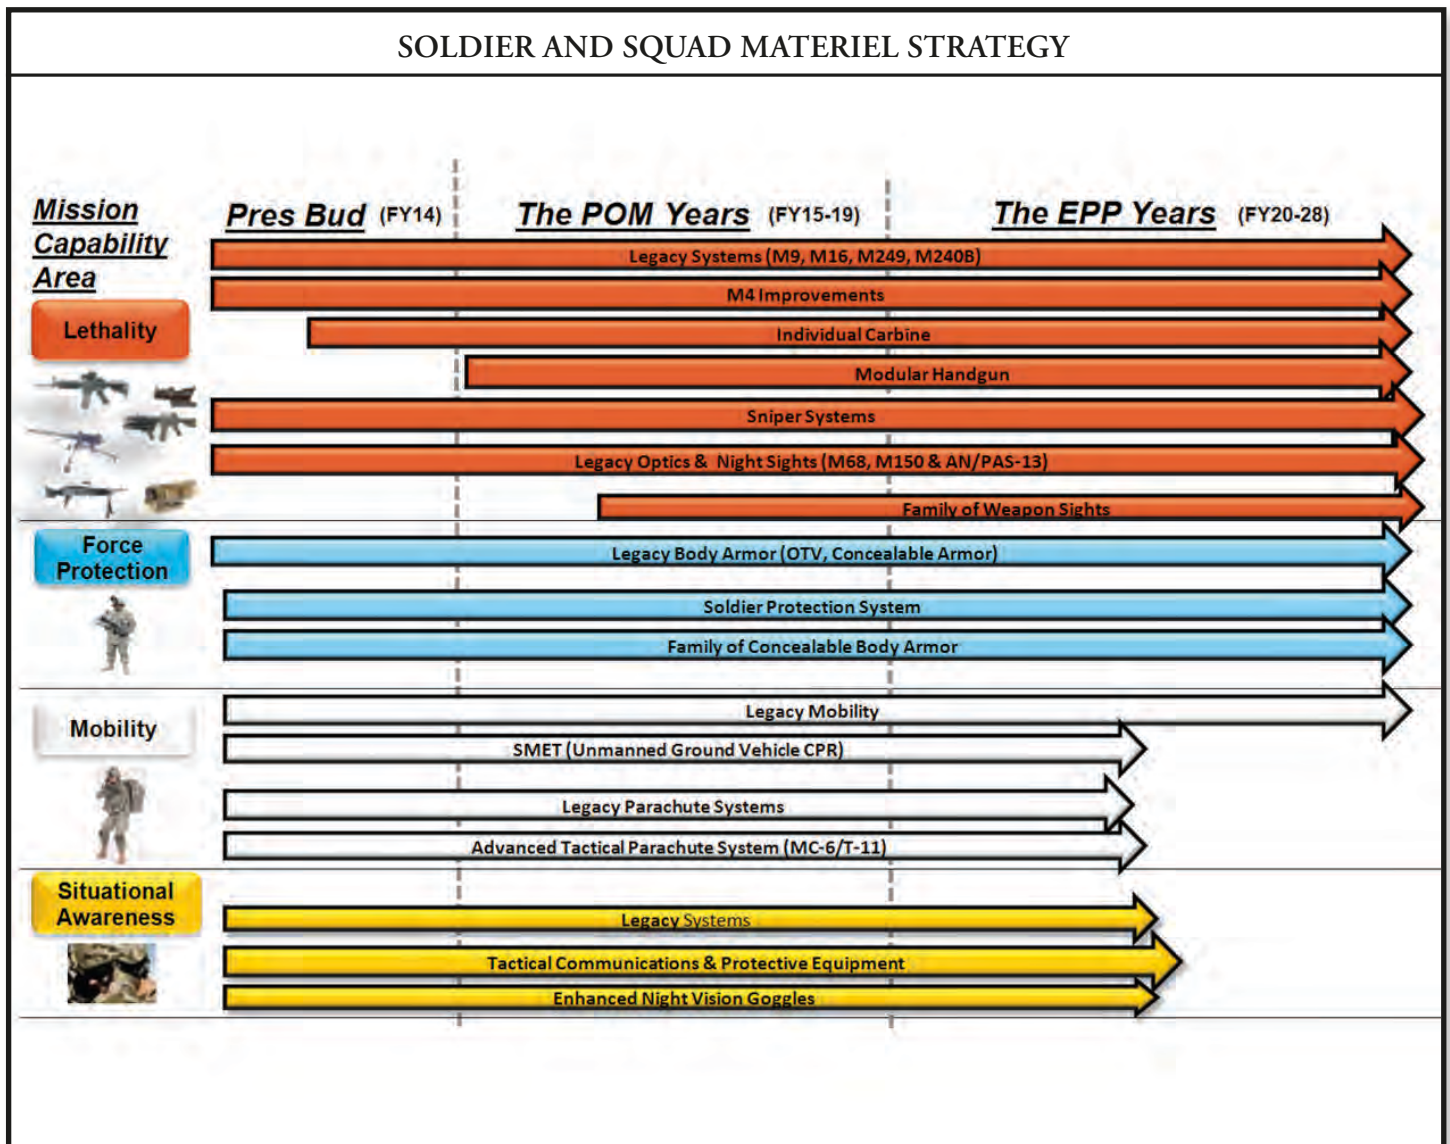 SOLDIER AND SQUAD MATERIEL STRATEGY
Mission
Capability
Area
Pres Bud (FY14)
The POM Years (FY15-19)
The EPP Years (FY20-28)
Legacy Systems (M9, M16, M249, M240B)
M4 Improvements
Lethality
Individual Carbine
Modular Handgun
Sniper Systems
Legacy Optics & Night Sights (M68, M150 & AN/PAS-13)
Family of Weapon Sights
Force
Protection
Legacy Body Armor (OTV, Concealable Armor)
Soldier Protection System
Family of Concealable Body Armor
Mobility
Legacy Mobility
SMET (Unmanned Ground Vehicle CPR)
Legacy Parachute Systems
Advanced Tactical Parachute System (MC-6/T-11)
Situational
Awareness
Legacy Systems
Tactical Communications & Protective Equipment
Enhanced Night Vision Goggles